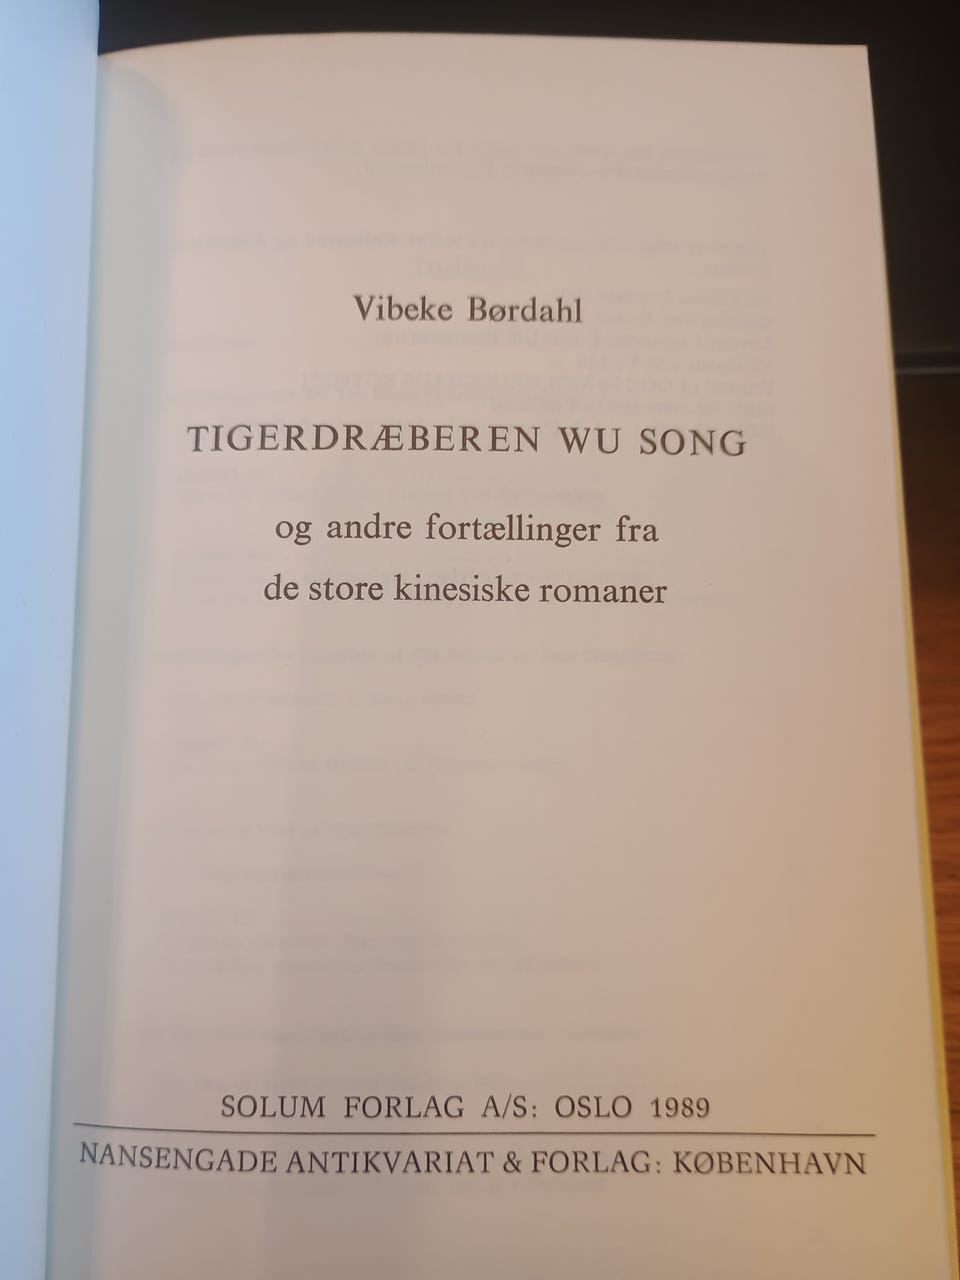 Vibeke Børdahl
TIGERDRÆBEREN WU SONG
og andre fortællinger fra
de store kinesiske romaner
SOLUM FORLAG A/S: OSLO 1989
NANSENGADE ANTIKVARIAT & FORLAG: KØBENHAVN